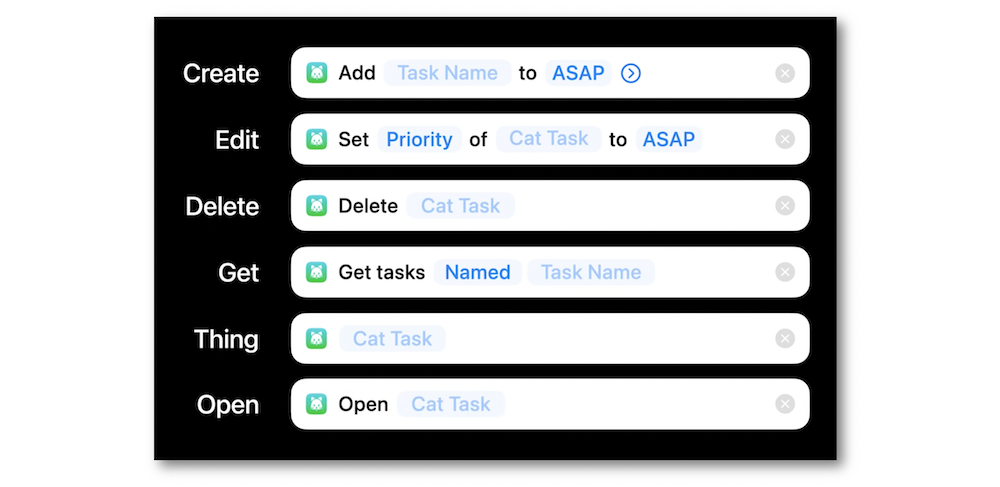 Create Add Task Name to ASAP
Edit Set Priority of Cat Task to ASAP
Delete Delete Cat Task
Get Get tasks Named Task Name
Thing Cat Task
Open Open Cat Task